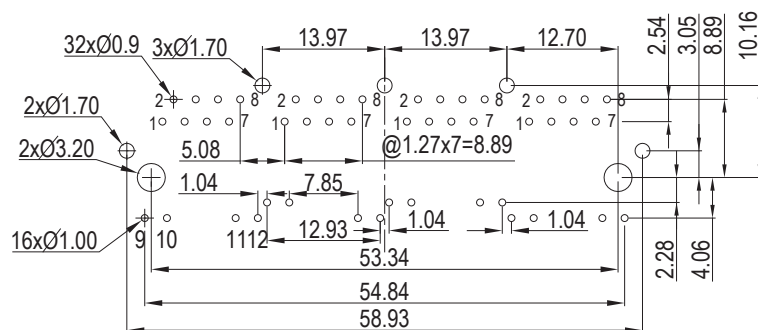 13.97 13.97 12.70
2.54 3.05 8.89 10.16
32xØ0.9 3xØ1.70
2 8 2 8 2 8 2 8
2xØ1.70
1 7 1 7 1 7 1 7
5.08 @1.27x7=8.89
2xØ3.20
1.04 7.85
16xØ1.00 9 10 1112 12.93 1.04 1.04
2.28 4.06
53.34
54.84
58.93